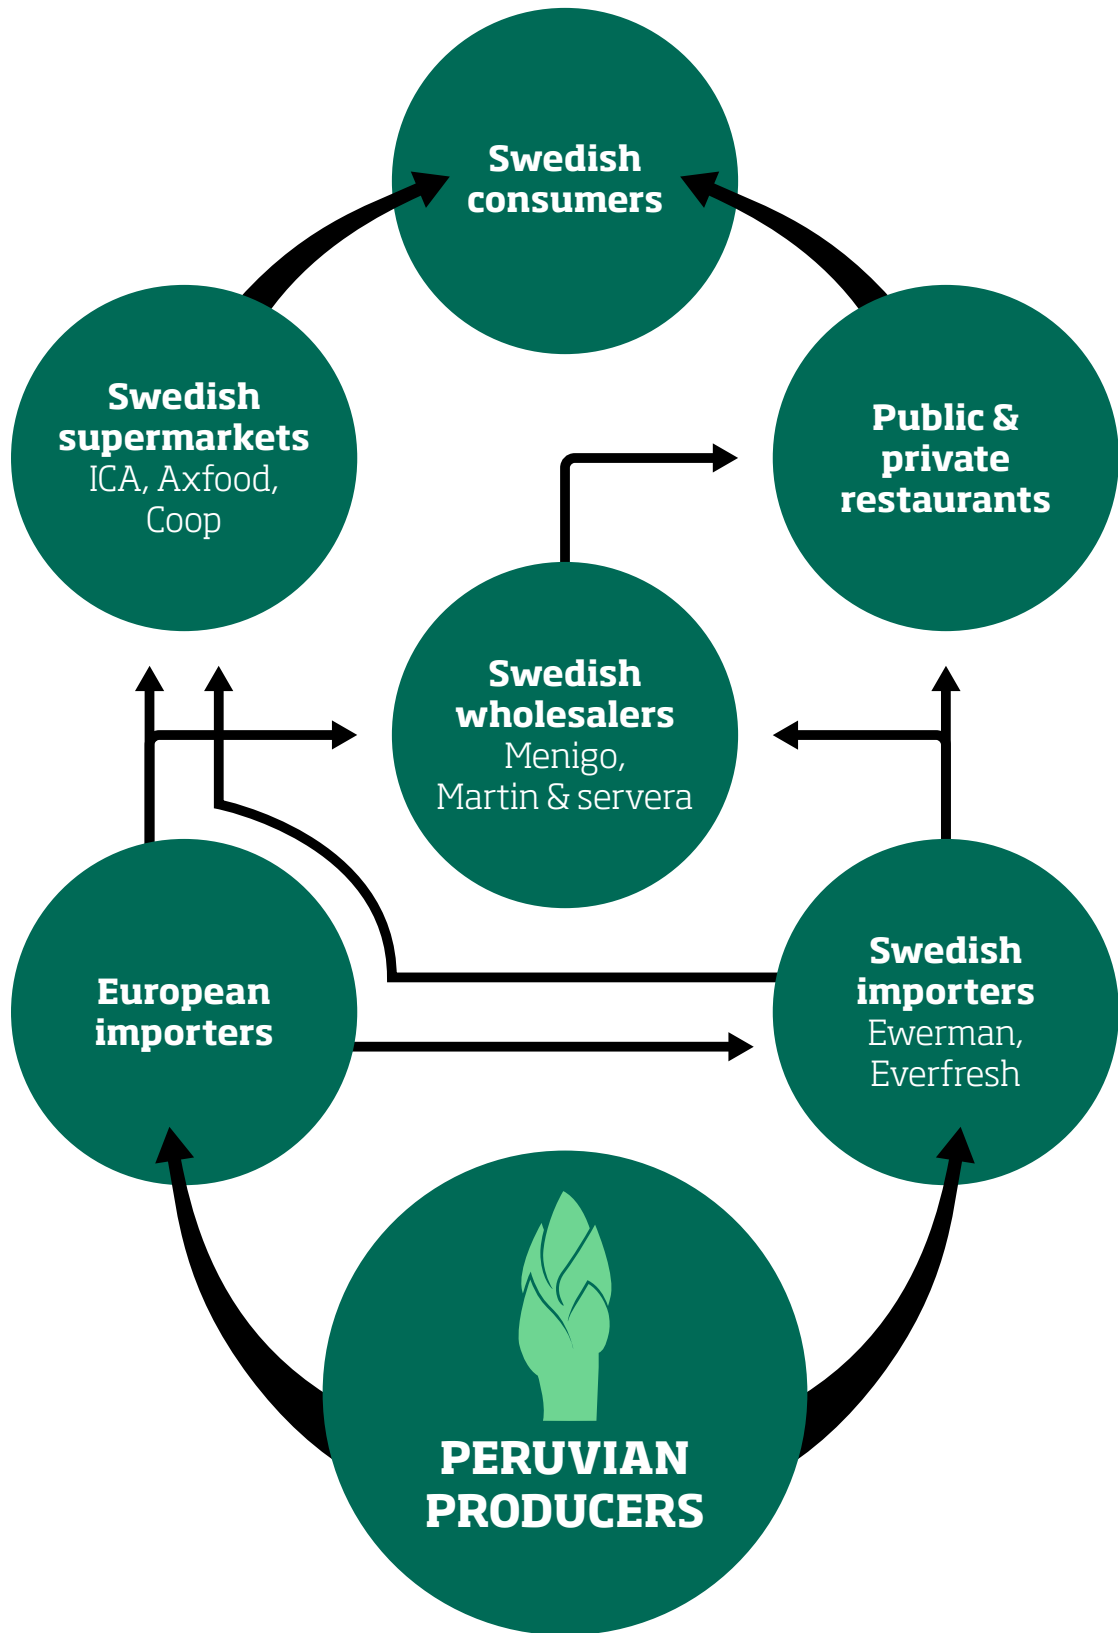 Swedish
consumers
Swedish
supermarkets
ICA, Axfood,
Coop
Public &
private
restaurants
Swedish
wholesalers
Menigo,
Martin & servera
European
importers
Swedish
importers
Ewerman,
Everfresh
PERUVIAN
PRODUCERS